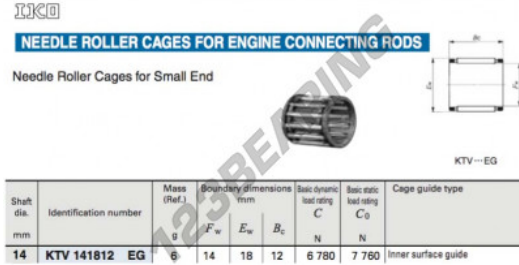 IKO
NEEDLE ROLLER CAGES FOR ENGINE CONNECTING RODS
Needle Roller Cages for Small End
Bc
Ew
Fw
KTV…EG
Shaft dia. mm
Identification number
Mass (Ref.) g
Boundary dimensions mm
Fw Ew Bc
Basic dynamic load rating C N
Basic static load rating C0 N
Cage guide type
14 KTV 141812 EG 6 14 18 12 6 780 7 760 Inner surface guide
123BEARING